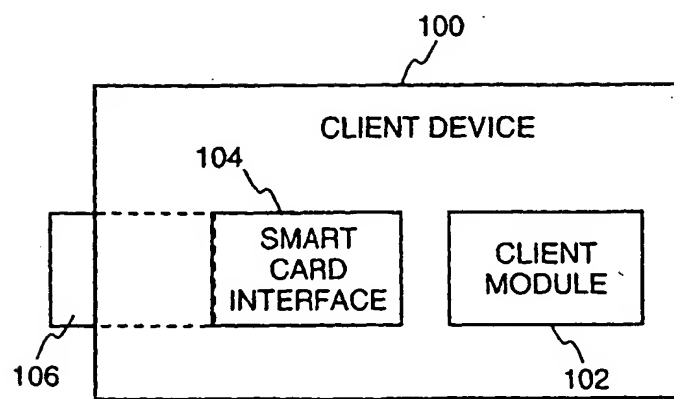 100
CLIENT DEVICE
104
SMART
CARD
INTERFACE
CLIENT
MODULE
106
102